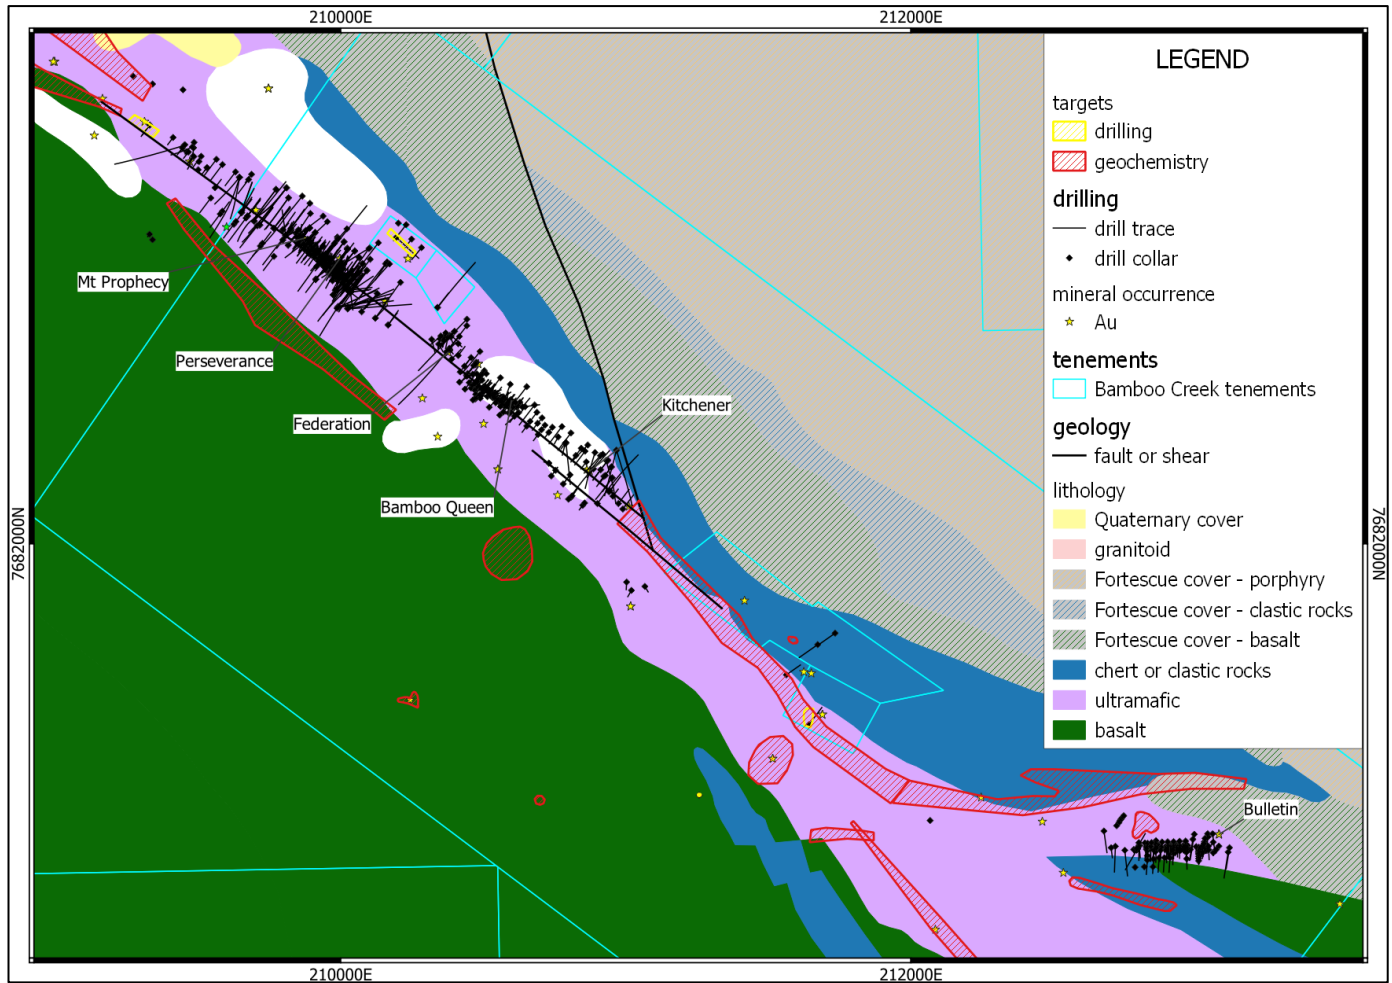 210000E
212000E
LEGEND
targets
drilling
geochemistry
drilling
drill trace
drill collar
mineral occurrence
Au
tenements
Bamboo Creek tenements
geology
fault or shear
lithology
Quaternary cover
granitoid
Fortescue cover - porphyry
Fortescue cover - clastic rocks
Fortescue cover - basalt
chert or clastic rocks
ultramafic
basalt
Mt Prophecy
Perseverance
Federation
Kitchener
Bamboo Queen
7682000N
7682000N
Bulletin
210000E
212000E